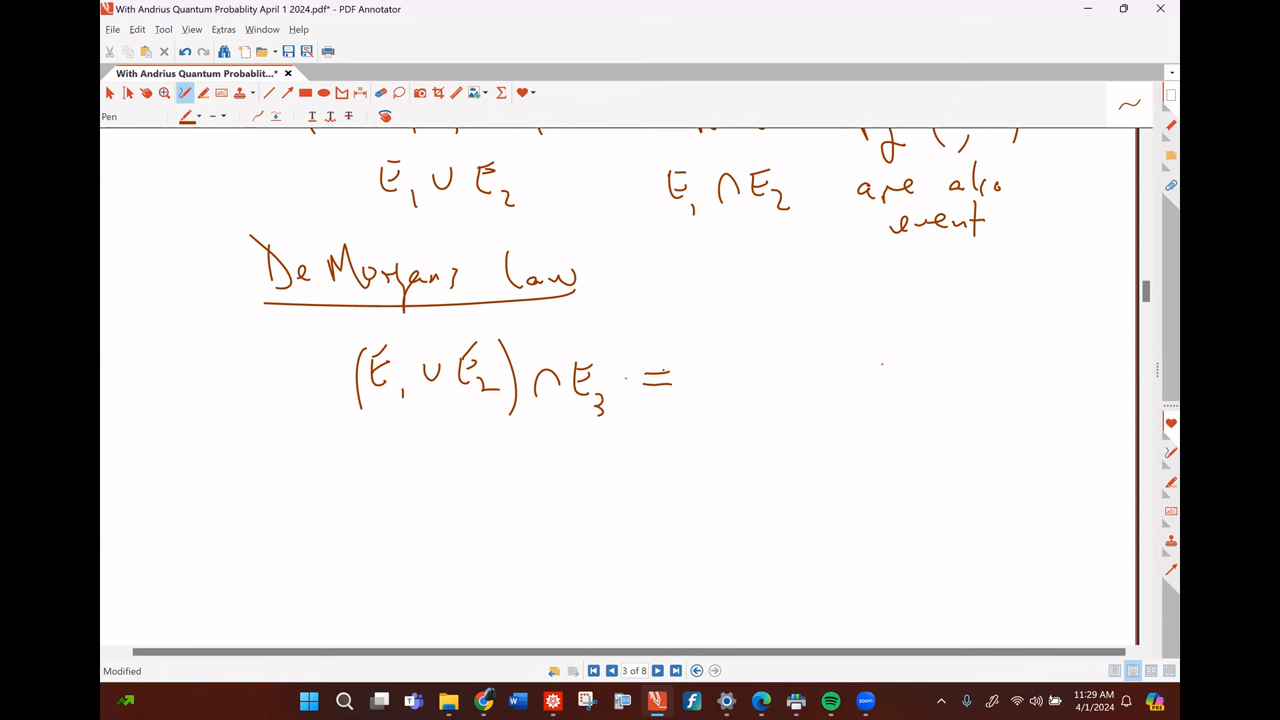 With Andrius Quantum Probablity April 1 2024.pdf* - PDF Annotator
File Edit Tool View Extras Window Help
With Andrius Quantum Probablit...*
Pen
E₁ ∪ E₂ E₁ ∩ E₂ are also
event
De Morgans Law
(E₁ ∪ E₂) ∩ E₃ =
Modified 3 of 8
11:29 AM
4/1/2024